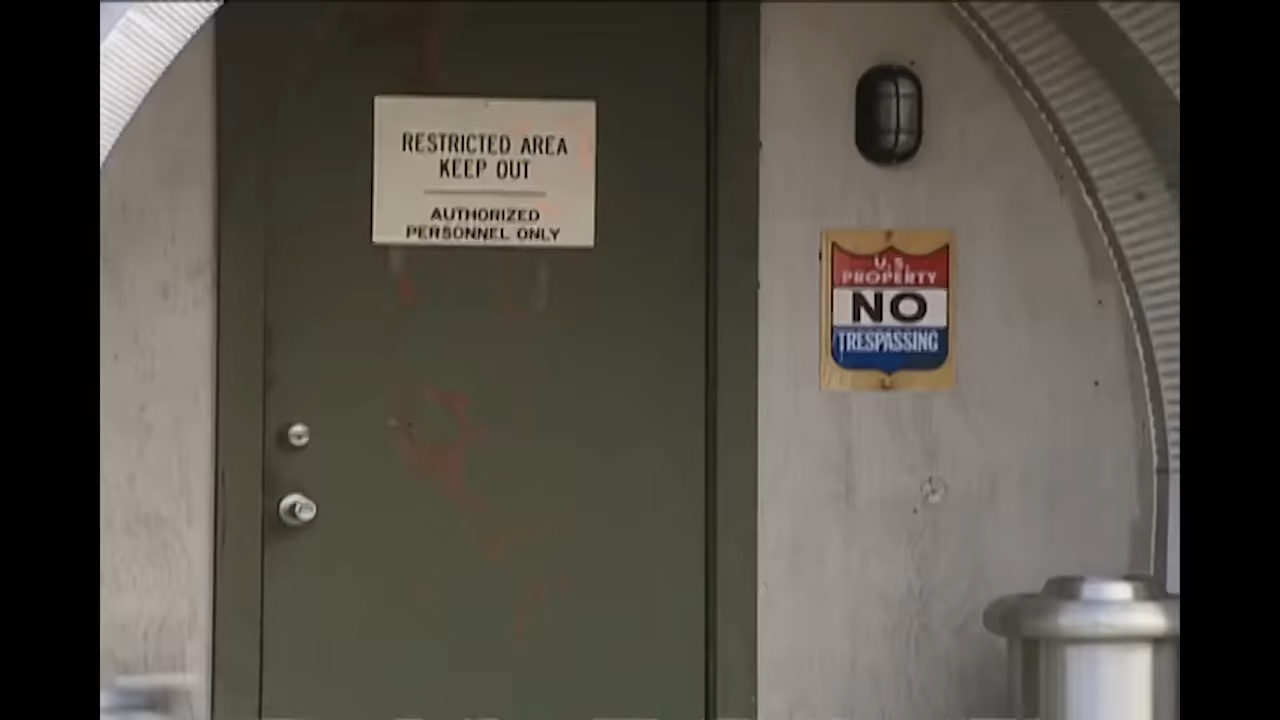 RESTRICTED AREA
KEEP OUT
AUTHORIZED
PERSONNEL ONLY
U.S.
PROPERTY
NO
TRESPASSING